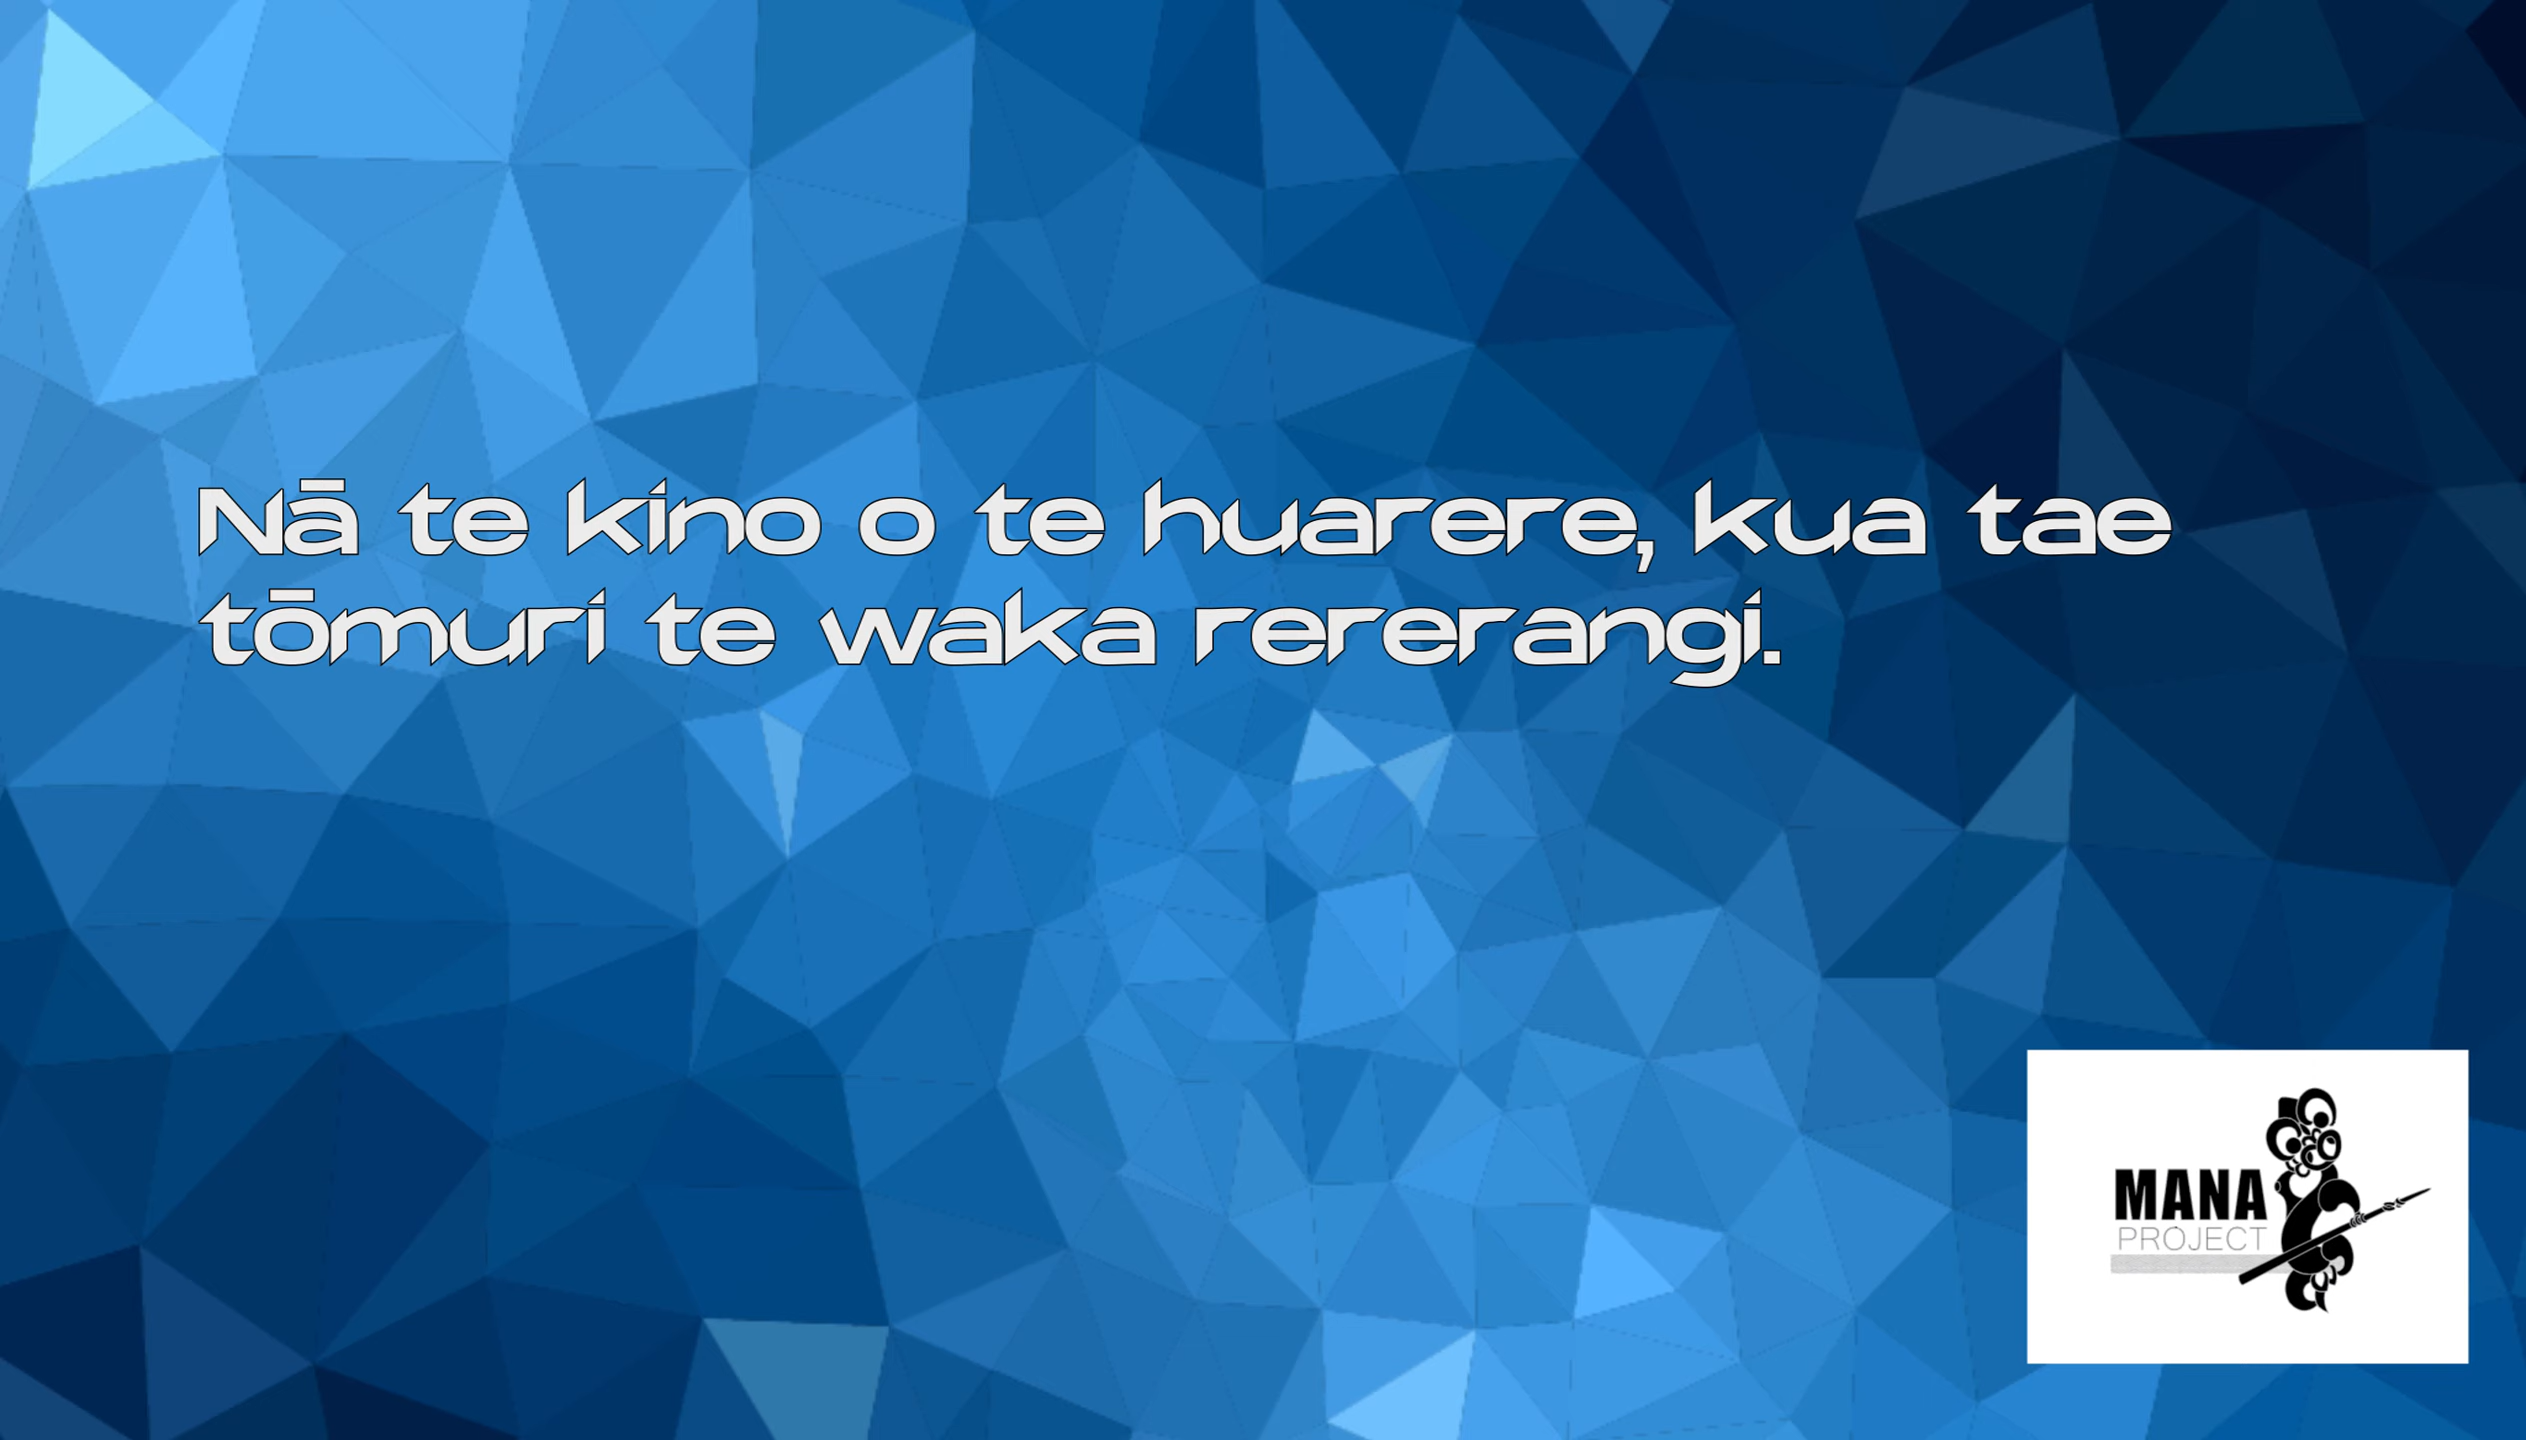 Nā te kino o te huarere, kua tae
tōmuri te waka rererangi.
MANA
PROJECT